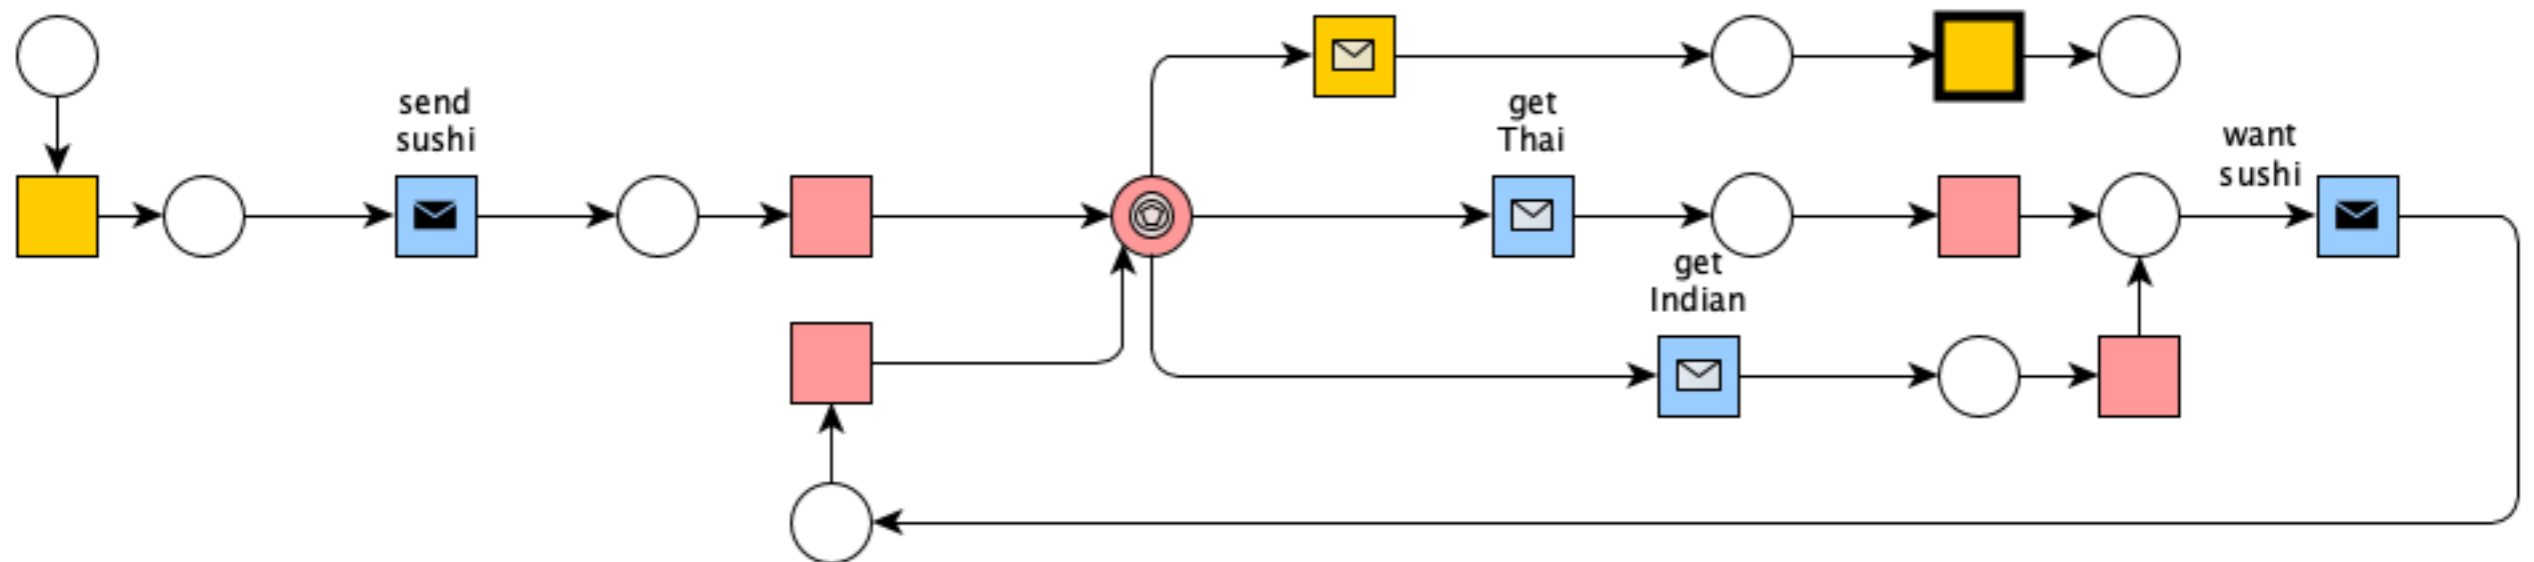 send
sushi
get
Thai
want
sushi
get
Indian